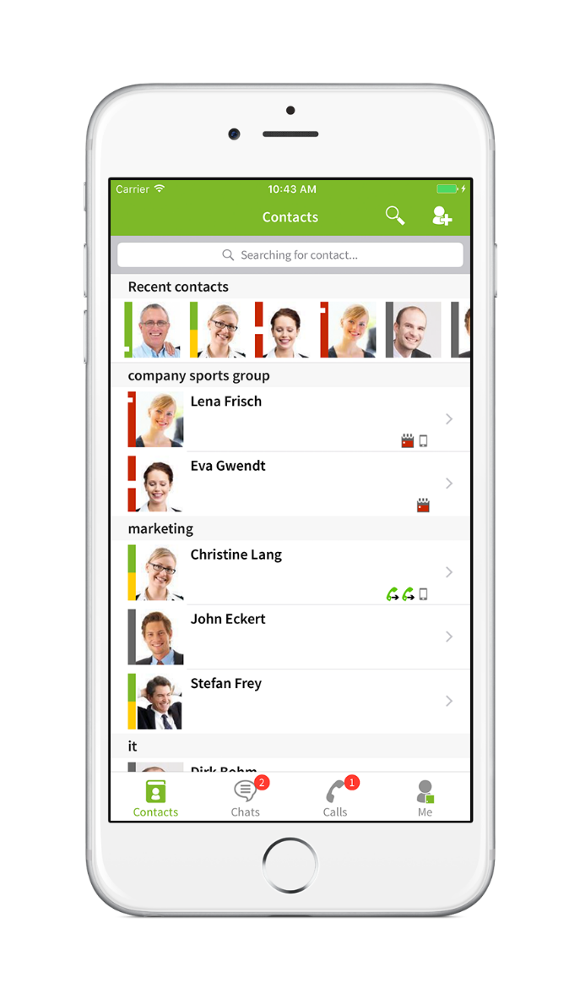 Carrier 10:43 AM
Contacts
Searching for contact...
Recent contacts
company sports group
Lena Frisch
Eva Gwendt
marketing
Christine Lang
John Eckert
Stefan Frey
it
Dirk Bohm
2 1
Contacts Chats Calls Me